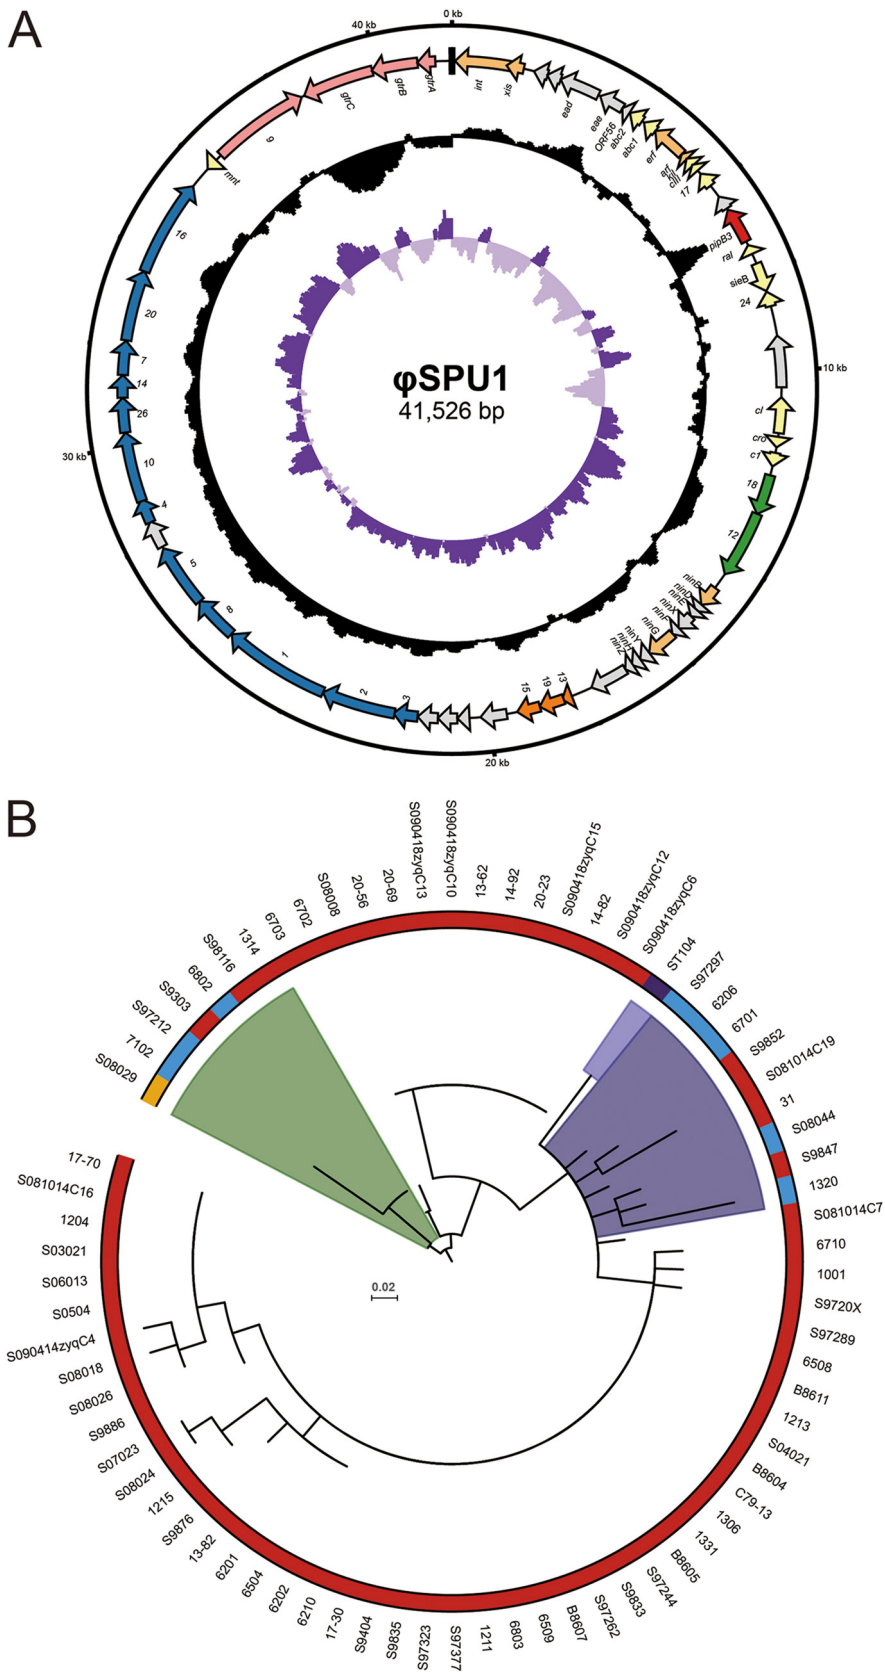 A
0 kb
40 kb
10 kb
30 kb
20 kb
φSPU1
41,526 bp
int
xis
ead
eae
ORF56
abc2
abc1
erf
arf
kil
cIII
17
pipB3
ral
sieB
24
cI
cro
c1
18
12
ninB
ninD
ninE
ninX
ninF
ninG
ninY
ninH
ninZ
13
19
15
3
2
1
8
5
4
10
26
14
7
20
16
mnt
9
gtrC
gtrB
gtrA
B
S08029
7102
S97212
S9303
6802
S98116
1314
6703
6702
S08008
20-56
20-69
S090418zyqC13
S090418zyqC10
13-62
14-92
20-23
S090418zyqC15
14-82
S090418zyqC12
S090418zyqC6
ST104
S97297
6206
6701
S9852
S081014C19
31
S08044
S9847
1320
S081014C7
6710
1001
S9720X
S97289
6508
B8611
1213
S04021
B8604
C79-13
1306
1331
B8605
S97244
S9833
S97262
B8607
6509
6803
1211
S97377
S97323
S9835
S9404
17-30
6210
6202
6504
6201
13-82
S9876
1215
S08024
S07023
S9886
S08026
S08018
S090414zyqC4
S0504
S06013
S03021
1204
S081014C16
17-70
0.02